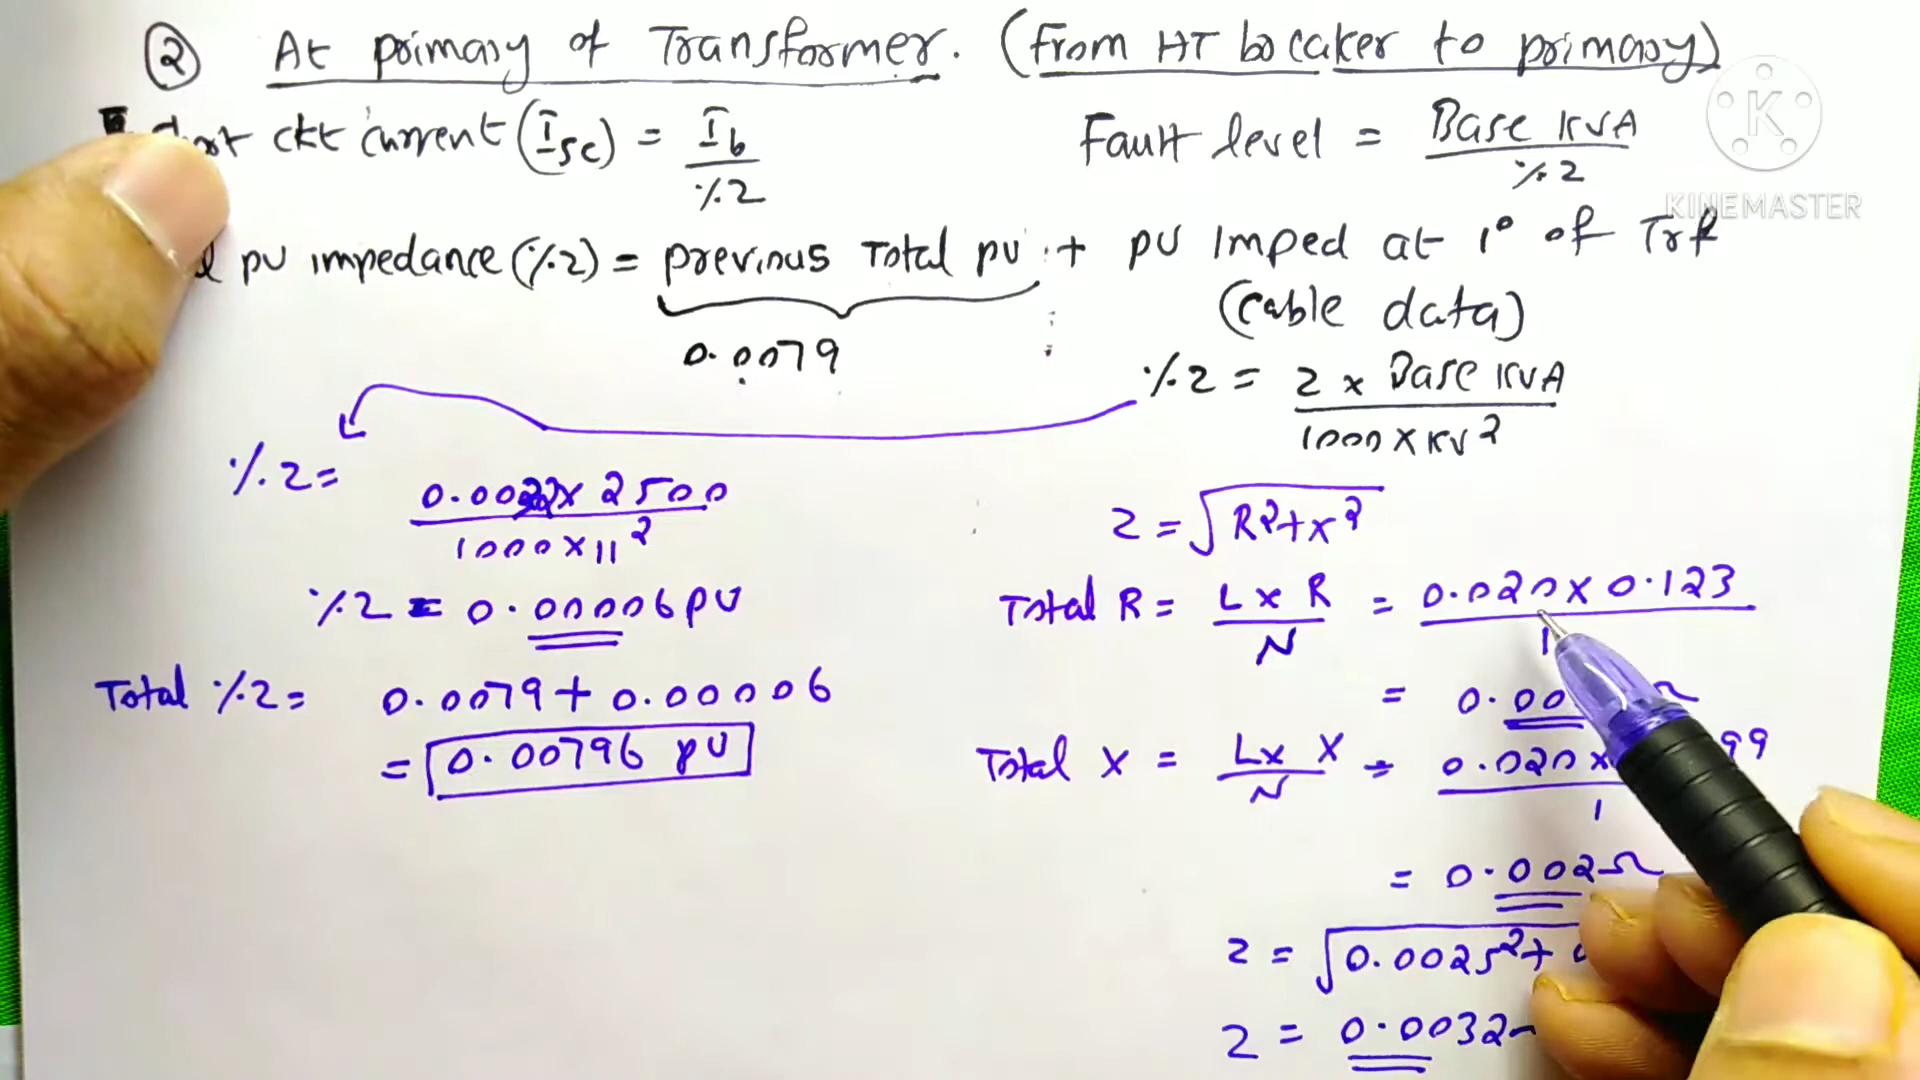 ② At primary of Transformer. (From HT breaker to primary)
ckt current (Isc) = Ib / %Z
Fault level = Base KVA / %Z
KINEMASTER
pu impedance (%Z) = previous Total pu + pu Imped at 1° of Trf
(Cable data)
0.0079
%Z = Z x Base KVA / 1000 x KV²
%Z = 0.0032 x 2500 / 1000 x 11²
Z = √R²+X²
%Z = 0.00006 pu
Total R = L x R / N = 0.020 x 0.123 / 1
Total %Z = 0.0079 + 0.00006
= 0.00796 pu
Total X = L x X / N = 0.020 x
= 0.002Ω
Z = √0.0025² +
Z = 0.0032